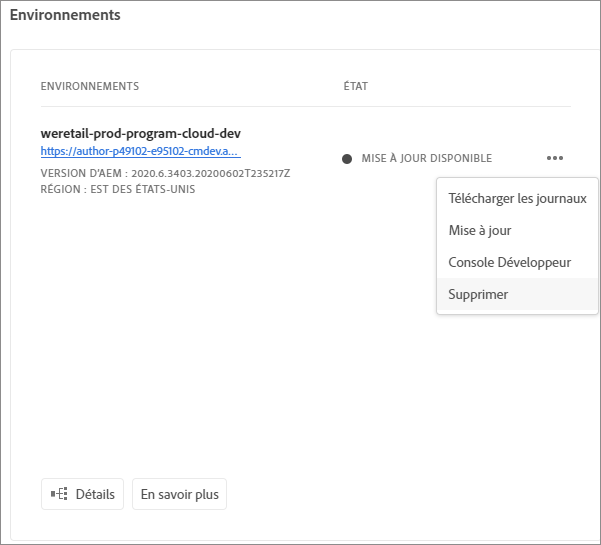 Environnements
ENVIRONNEMENTS
ÉTAT
weretail-prod-program-cloud-dev
https://author-p49102-e95102-cmdev.a...
MISE À JOUR DISPONIBLE
VERSION D'AEM : 2020.6.3403.20200602T235217Z
RÉGION : EST DES ÉTATS-UNIS
Télécharger les journaux
Mise à jour
Console Développeur
Supprimer
Détails
En savoir plus